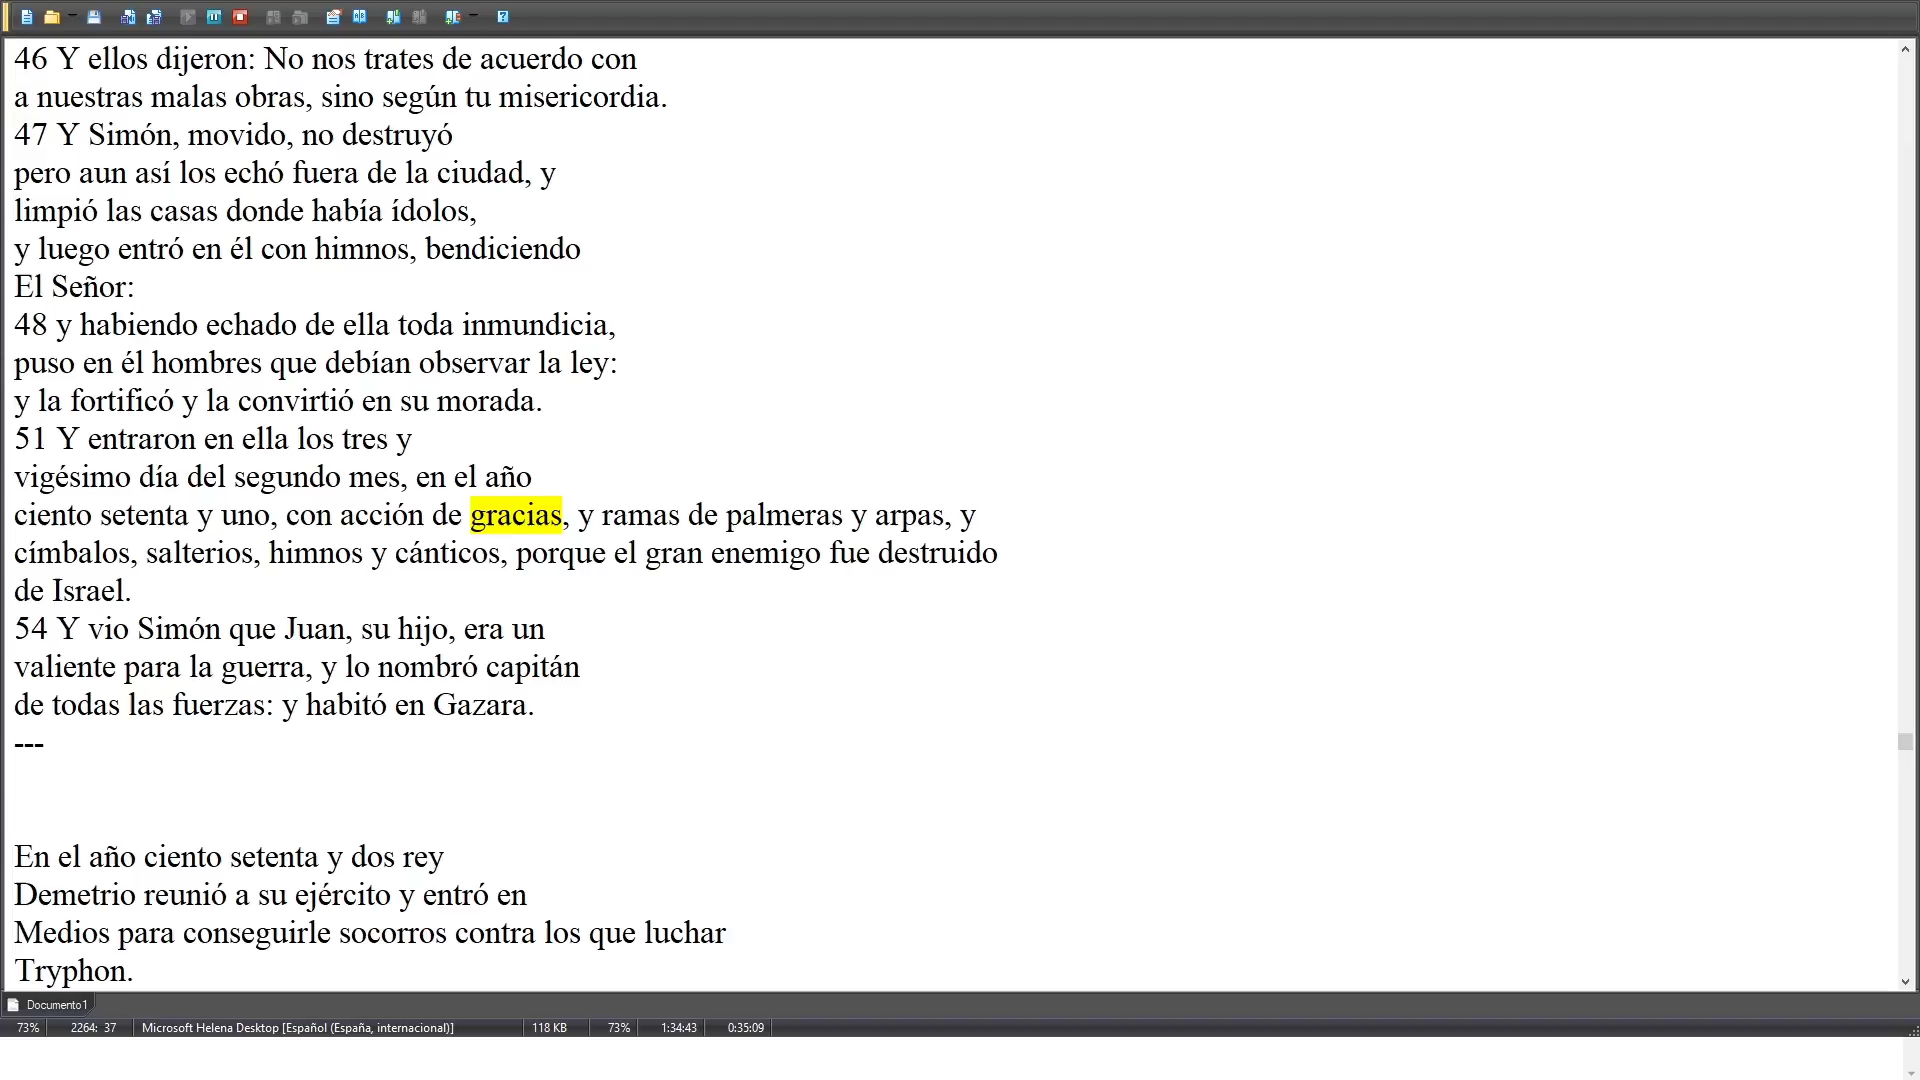 46 Y ellos dijeron: No nos trates de acuerdo con
a nuestras malas obras, sino según tu misericordia.
47 Y Simón, movido, no destruyó
pero aun así los echó fuera de la ciudad, y
limpió las casas donde había ídolos,
y luego entró en él con himnos, bendiciendo
El Señor:
48 y habiendo echado de ella toda inmundicia,
puso en él hombres que debían observar la ley:
y la fortificó y la convirtió en su morada.
51 Y entraron en ella los tres y
vigésimo día del segundo mes, en el año
ciento setenta y uno, con acción de gracias, y ramas de palmeras y arpas, y
címbalos, salterios, himnos y cánticos, porque el gran enemigo fue destruido
de Israel.
54 Y vio Simón que Juan, su hijo, era un
valiente para la guerra, y lo nombró capitán
de todas las fuerzas: y habitó en Gazara.
---
En el año ciento setenta y dos rey
Demetrio reunió a su ejército y entró en
Medios para conseguirle socorros contra los que luchar
Tryphon.
Documento1
73% 2264: 37 Microsoft Helena Desktop [Español (España, internacional)] 118 KB 73% 1:34:43 0:35:09